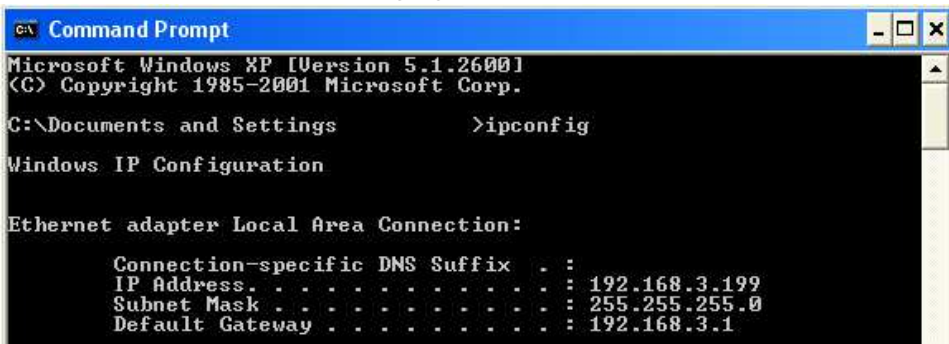 Command Prompt
Microsoft Windows XP [Version 5.1.2600]
(C) Copyright 1985-2001 Microsoft Corp.
C:\Documents and Settings >ipconfig
Windows IP Configuration
Ethernet adapter Local Area Connection:
Connection-specific DNS Suffix . :
IP Address. . . . . . . . . . . . : 192.168.3.199
Subnet Mask . . . . . . . . . . . : 255.255.255.0
Default Gateway . . . . . . . . . : 192.168.3.1